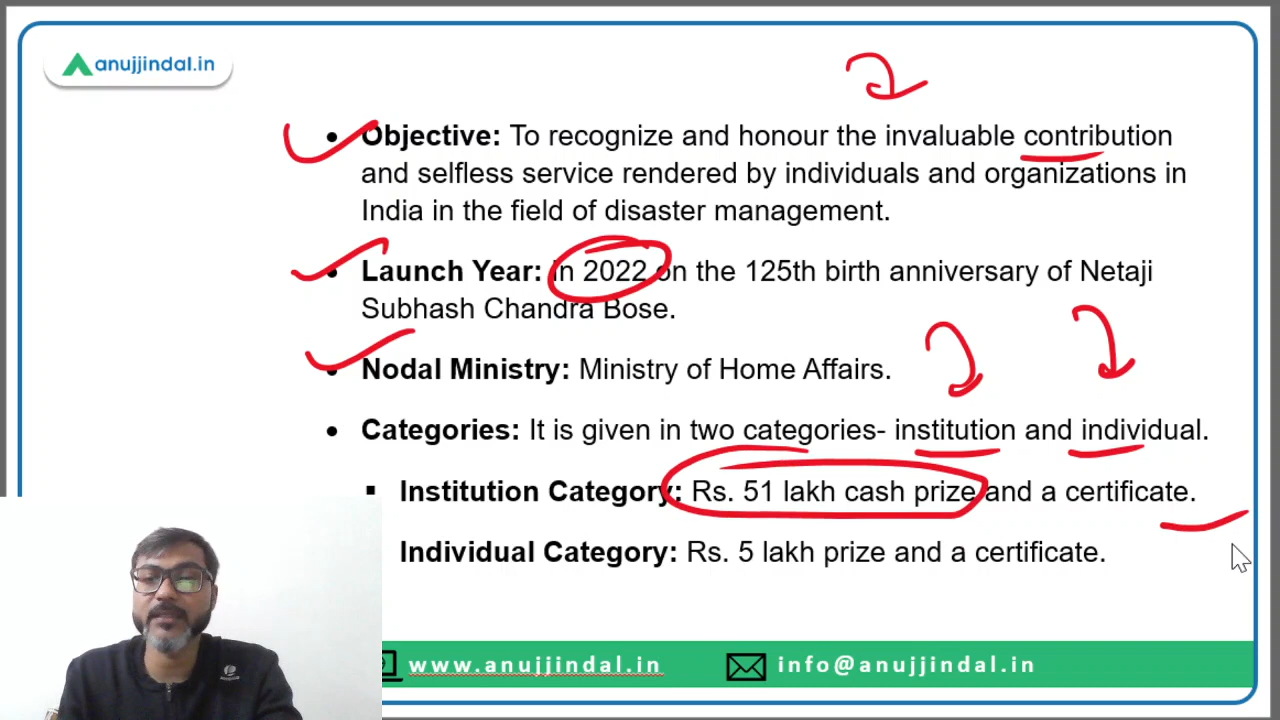 anujjindal.in
• Objective: To recognize and honour the invaluable contribution
and selfless service rendered by individuals and organizations in
India in the field of disaster management.
• Launch Year: In 2022 on the 125th birth anniversary of Netaji
Subhash Chandra Bose.
• Nodal Ministry: Ministry of Home Affairs.
• Categories: It is given in two categories- institution and individual.
▪ Institution Category: Rs. 51 lakh cash prize and a certificate.
Individual Category: Rs. 5 lakh prize and a certificate.
www.anujjindal.in info@anujjindal.in